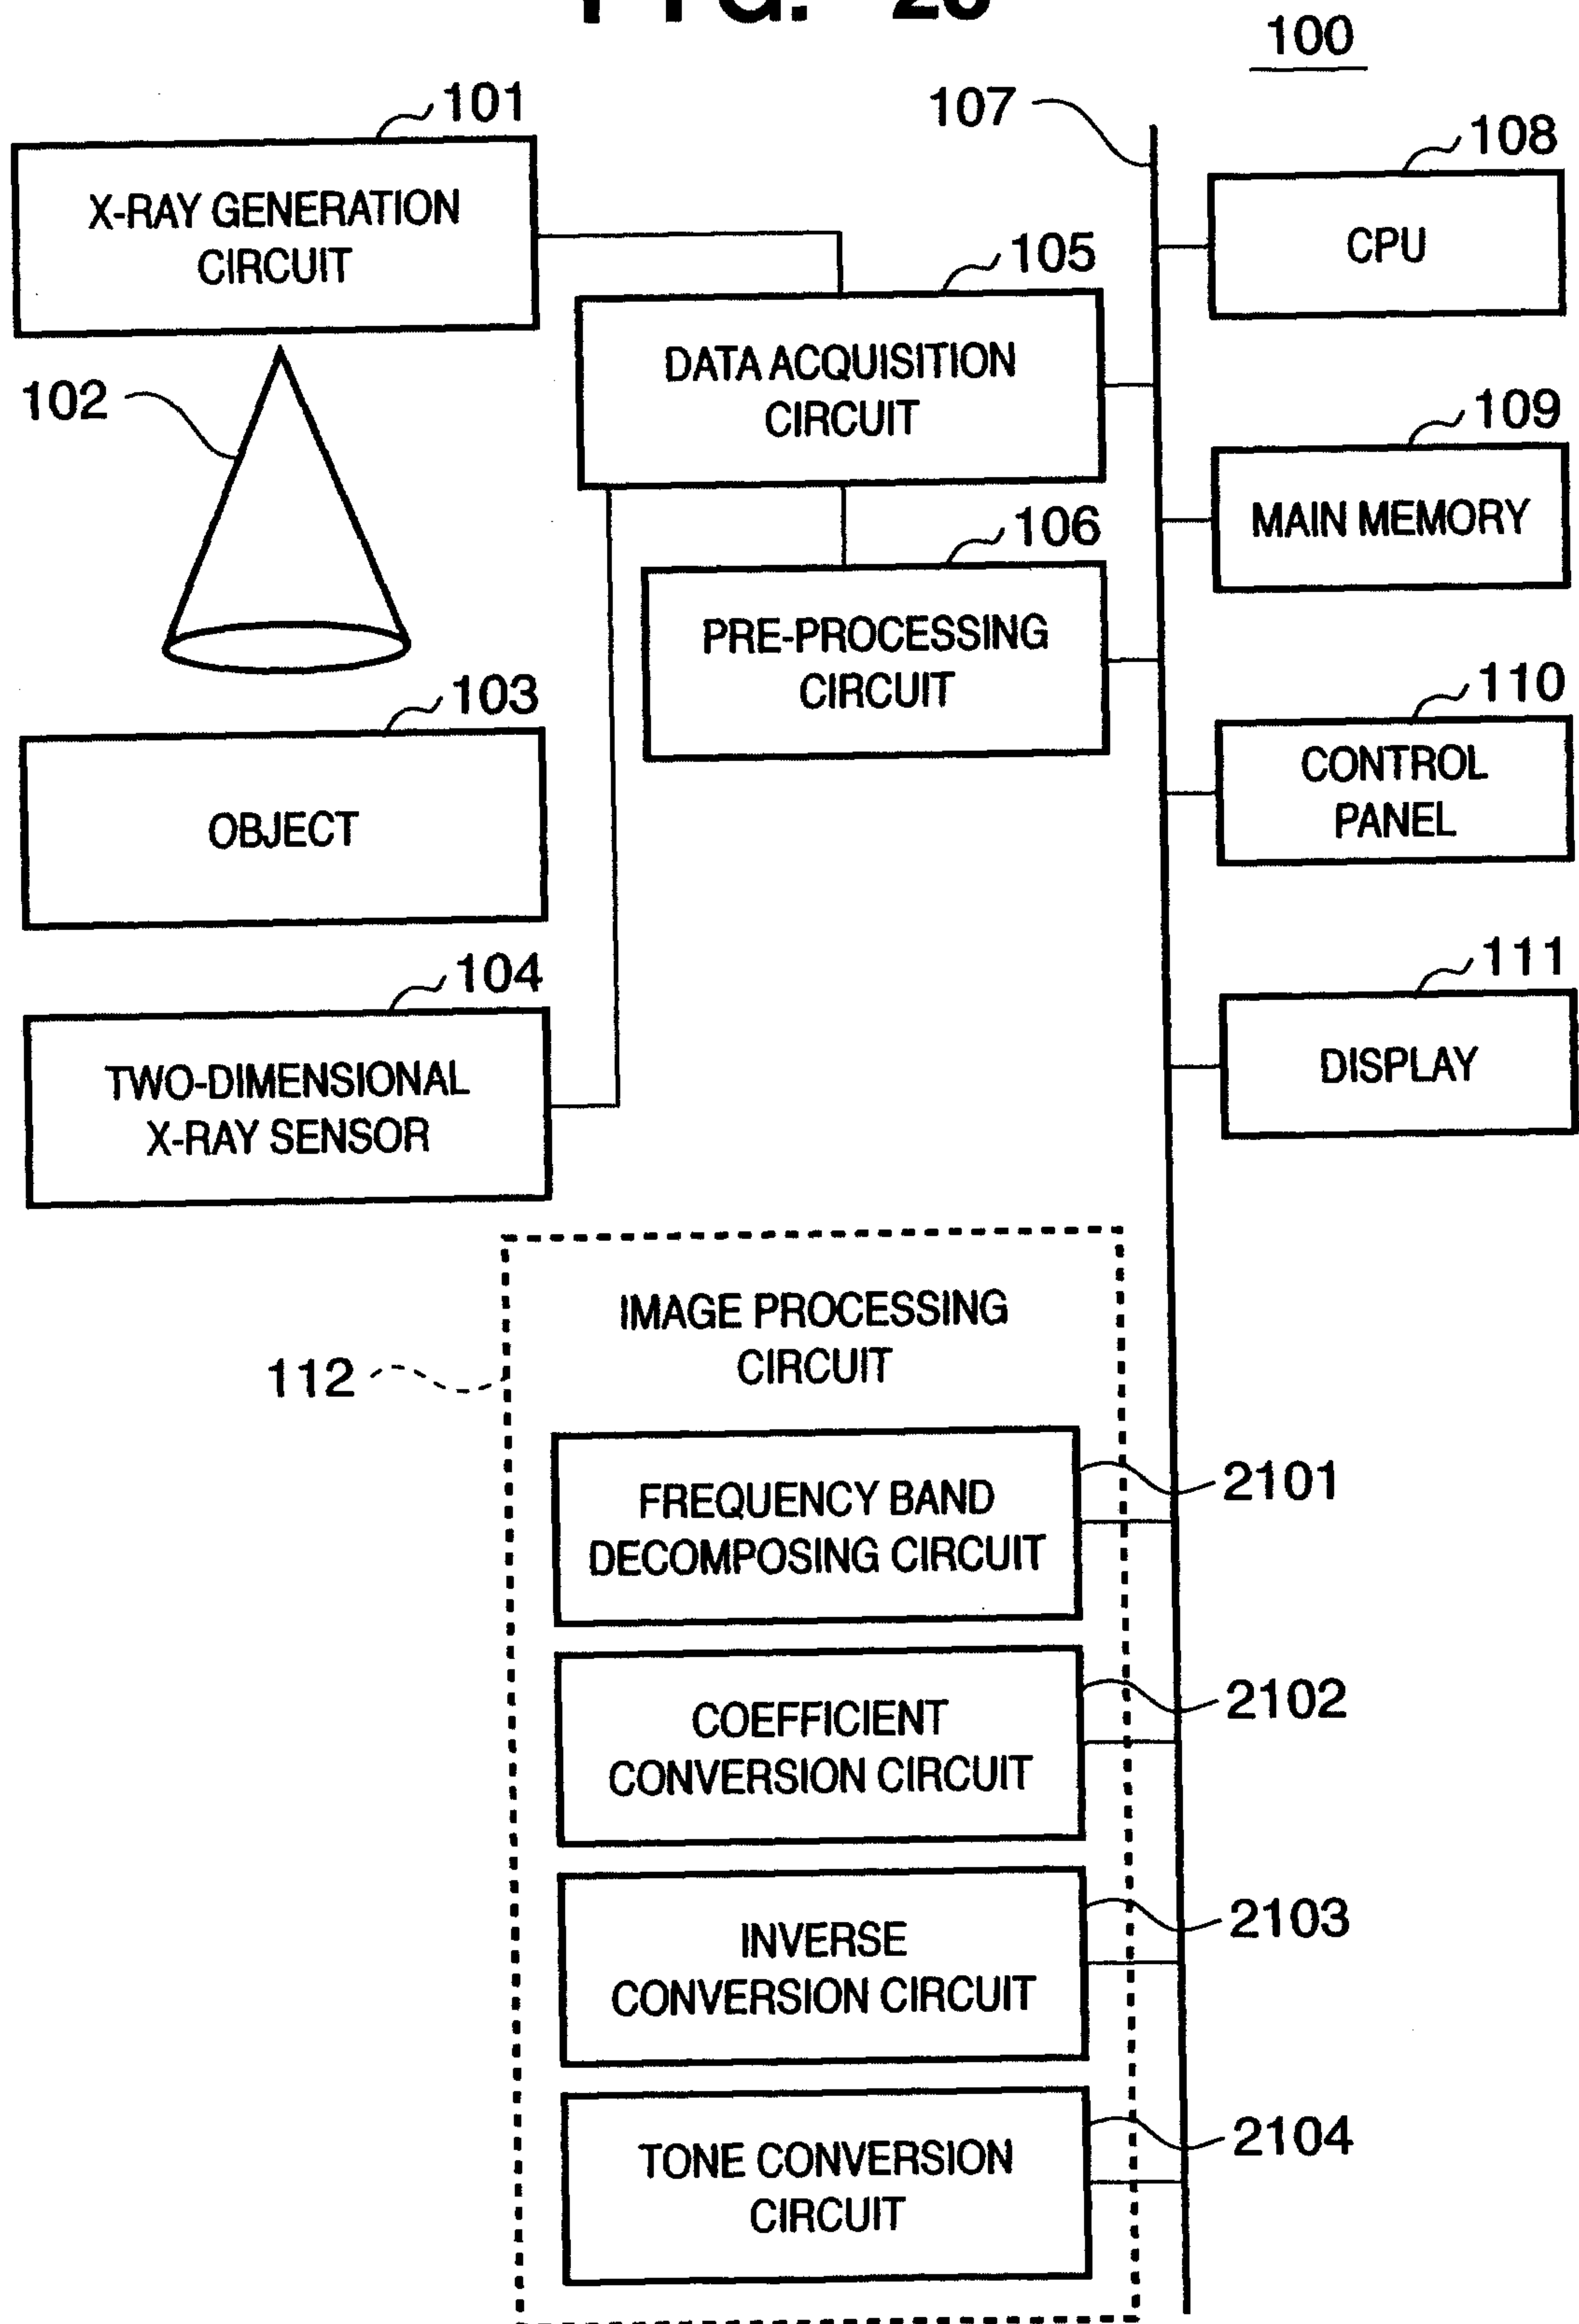 100
101
X-RAY GENERATION
CIRCUIT
102
103
OBJECT
104
TWO-DIMENSIONAL
X-RAY SENSOR
105
DATA ACQUISITION
CIRCUIT
106
PRE-PROCESSING
CIRCUIT
107
108
CPU
109
MAIN MEMORY
110
CONTROL
PANEL
111
DISPLAY
112
IMAGE PROCESSING
CIRCUIT
FREQUENCY BAND
DECOMPOSING CIRCUIT
2101
COEFFICIENT
CONVERSION CIRCUIT
2102
INVERSE
CONVERSION CIRCUIT
2103
TONE CONVERSION
CIRCUIT
2104